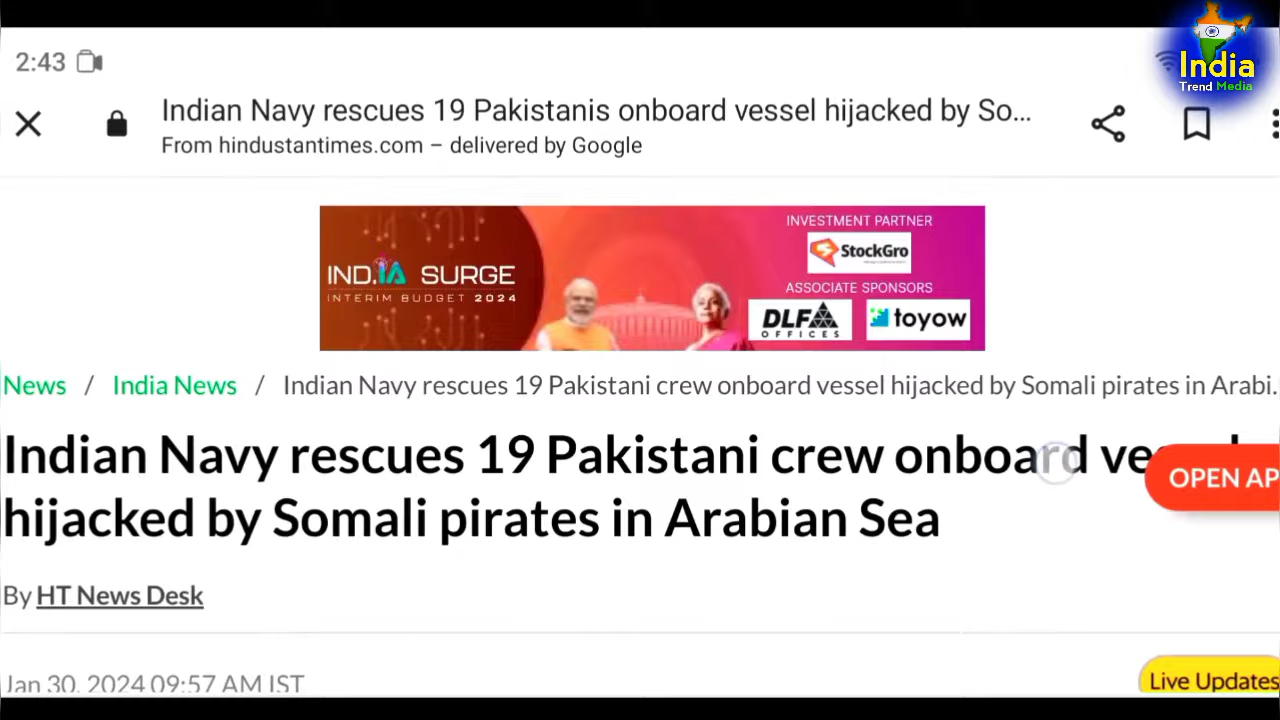 2:43
India
Trend Media
Indian Navy rescues 19 Pakistanis onboard vessel hijacked by So...
From hindustantimes.com – delivered by Google
INVESTMENT PARTNER
StockGro
IND.IA SURGE
INTERIM BUDGET 2024
ASSOCIATE SPONSORS
DLF
OFFICES
toyow
News / India News / Indian Navy rescues 19 Pakistani crew onboard vessel hijacked by Somali pirates in Arabi.
Indian Navy rescues 19 Pakistani crew onboard
hijacked by Somali pirates in Arabian Sea
OPEN AP
By HT News Desk
Jan 30, 2024 09:57 AM IST
Live Updates